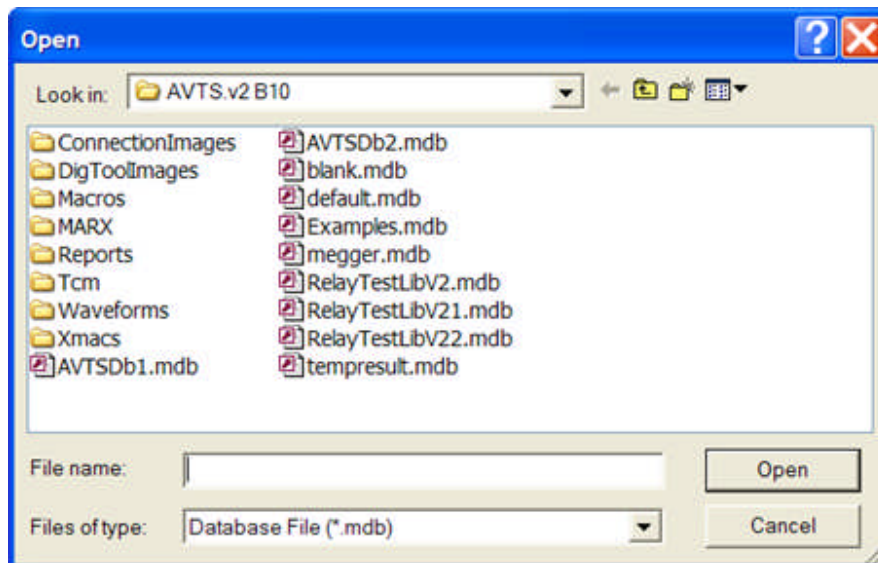 Open
Look in: AVTS.v2 B10
ConnectionImages
DigToolImages
Macros
MARX
Reports
Tcm
Waveforms
Xmacs
AVTSDb1.mdb
AVTSDb2.mdb
blank.mdb
default.mdb
Examples.mdb
megger.mdb
RelayTestLibV2.mdb
RelayTestLibV21.mdb
RelayTestLibV22.mdb
tempresult.mdb
File name:
Open
Files of type: Database File (*.mdb)
Cancel